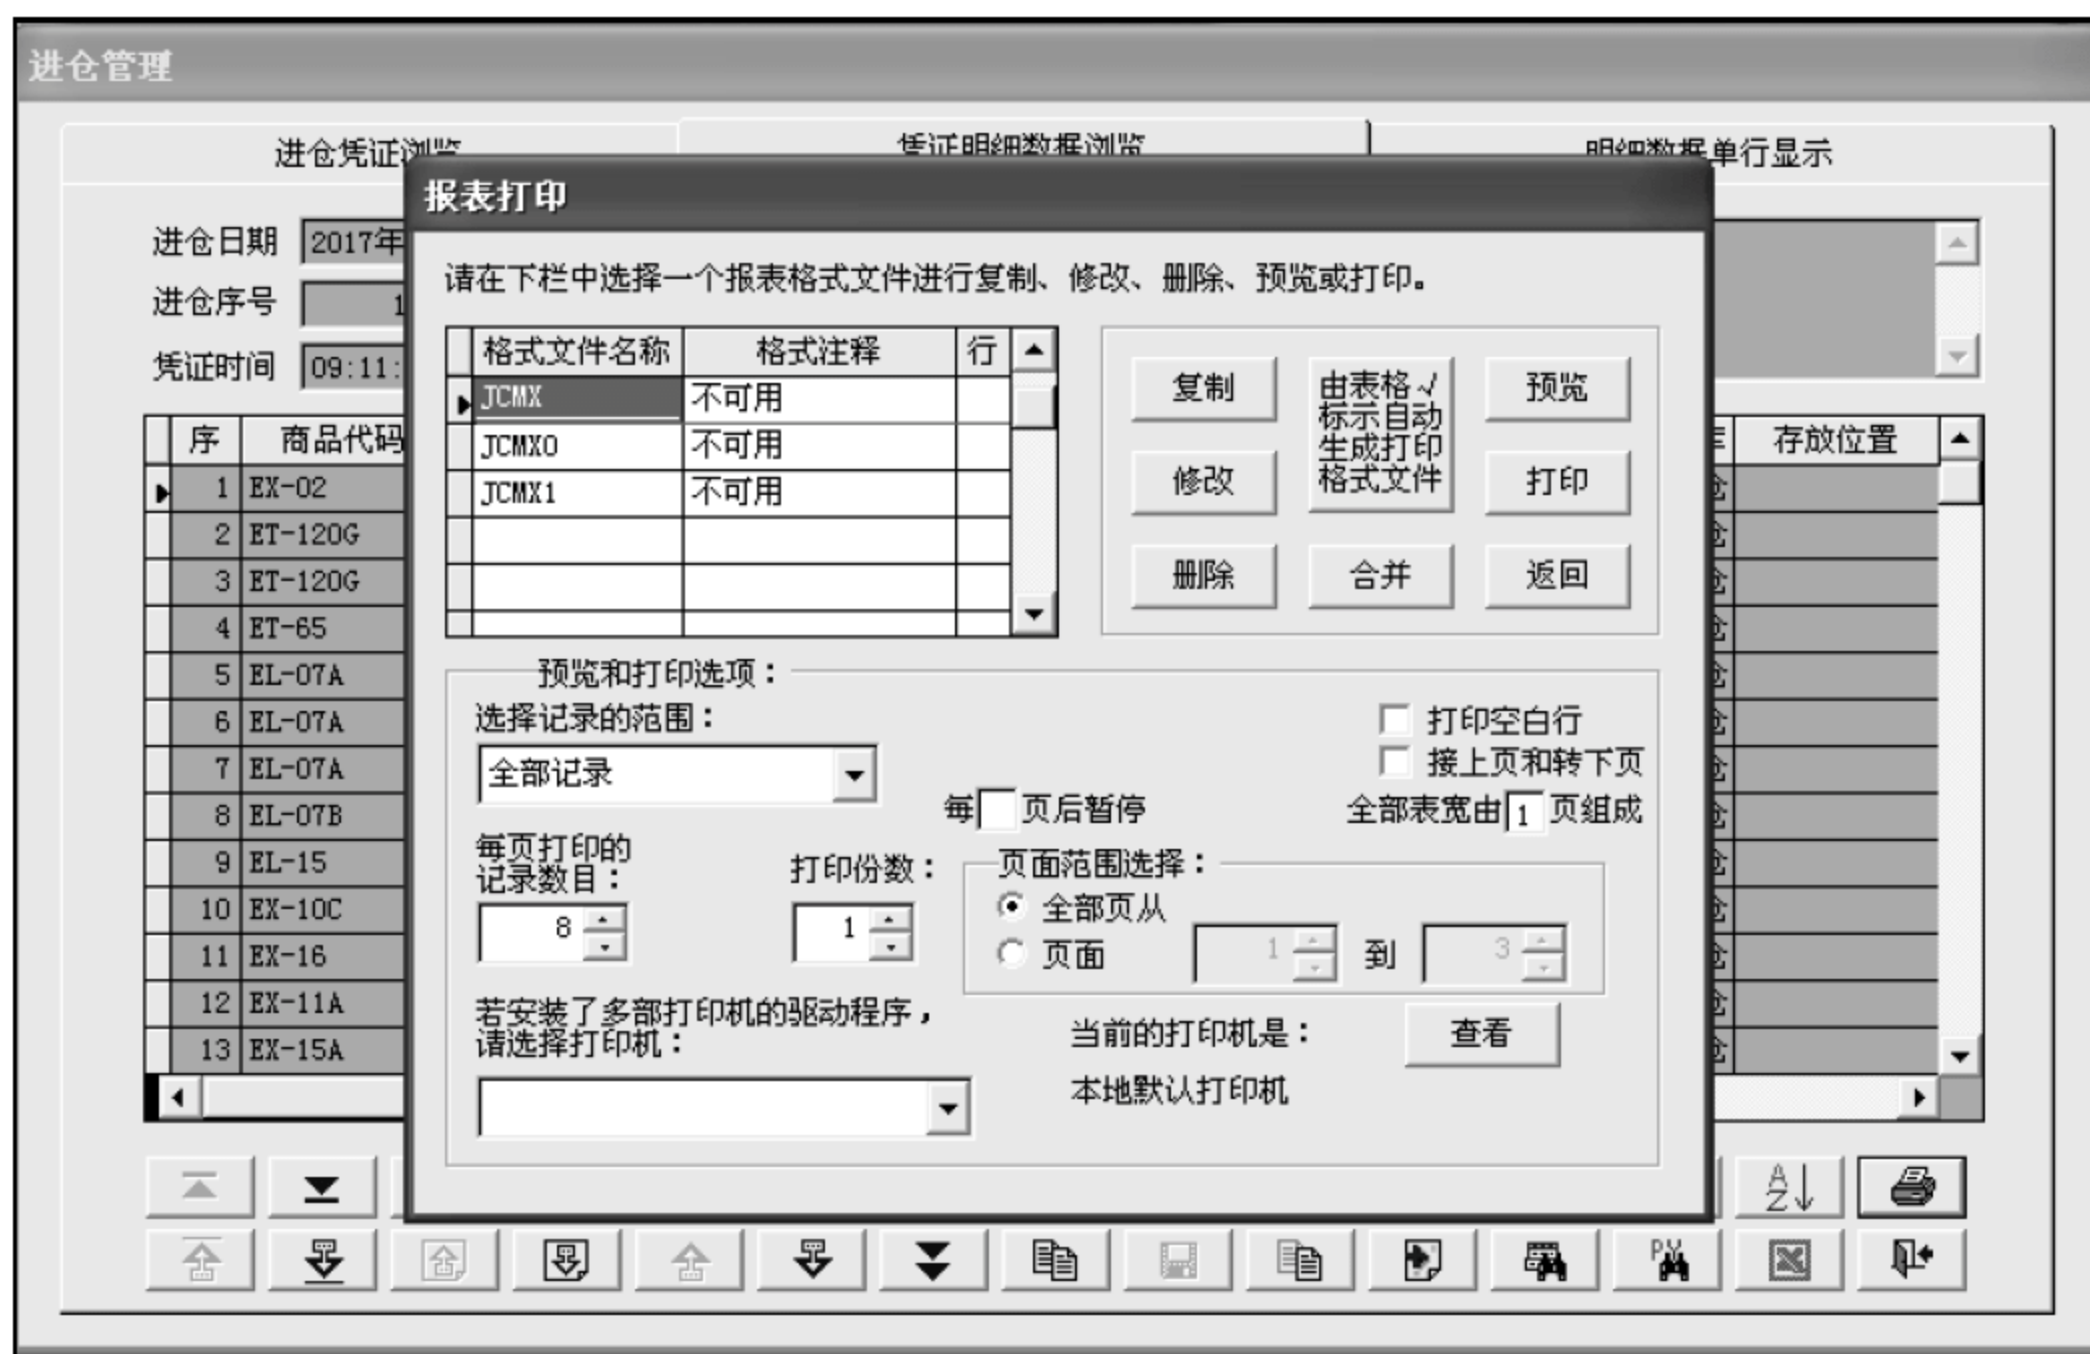 进仓管理
进仓凭证浏览
凭证明细数据浏览
明细数据单行显示
报表打印
进仓日期 2017年
进仓序号 1
凭证时间 09:11:
请在下栏中选择一个报表格式文件进行复制、修改、删除、预览或打印。
格式文件名称 格式注释 行
JCMX 不可用
JCMX0 不可用
JCMX1 不可用
复制
由表格√
标示自动
生成打印
格式文件
预览
修改
打印
删除
合并
返回
序 商品代码 存放位置
1 EX-02
2 ET-120G
3 ET-120G
4 ET-65
5 EL-07A
6 EL-07A
7 EL-07A
8 EL-07B
9 EL-15
10 EX-10C
11 EX-16
12 EX-11A
13 EX-15A
预览和打印选项：
选择记录的范围：
全部记录
打印空白行
接上页和转下页
每 页后暂停
全部表宽由 1 页组成
每页打印的
记录数目：
8
打印份数：
1
页面范围选择：
全部页从
页面 1 到 3
若安装了多部打印机的驱动程序，
请选择打印机：
当前的打印机是：
查看
本地默认打印机